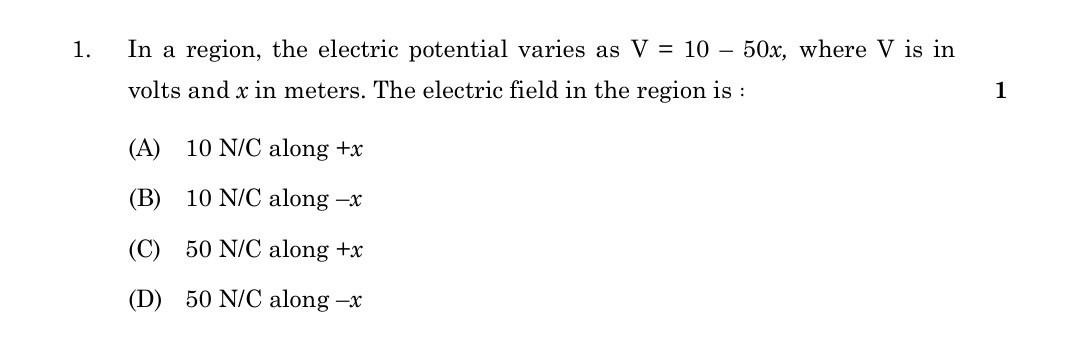 1. In a region, the electric potential varies as V = 10 – 50x, where V is in
volts and x in meters. The electric field in the region is : 1
(A) 10 N/C along +x
(B) 10 N/C along –x
(C) 50 N/C along +x
(D) 50 N/C along –x